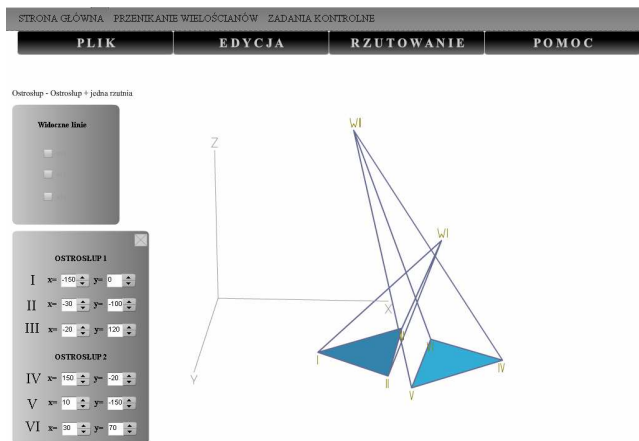 STRONA GŁÓWNA PRZENIKANIE WIELOŚCIANÓW ZADANIA KONTROLNE
PLIK EDYCJA RZUTOWANIE POMOC
Ostrosłup - Ostrosłup + jedna rzutnia
Widoczne linie
OSTROSŁUP 1
I x= -150 y= 0
II x= -30 y= -100
III x= -20 y= 120
OSTROSŁUP 2
IV x= 150 y= -20
V x= 10 y= -150
VI x= 30 y= 70
Z
X
Y
WI
WI
I
II
V
IV